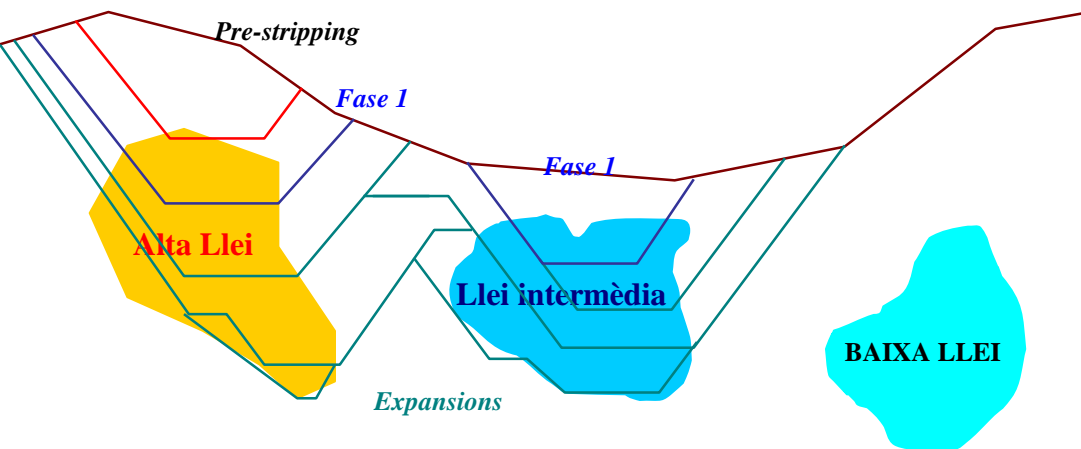 Pre-stripping
Fase 1
Fase 1
Alta Llei
Llei intermèdia
BAIXA LLEI
Expansions